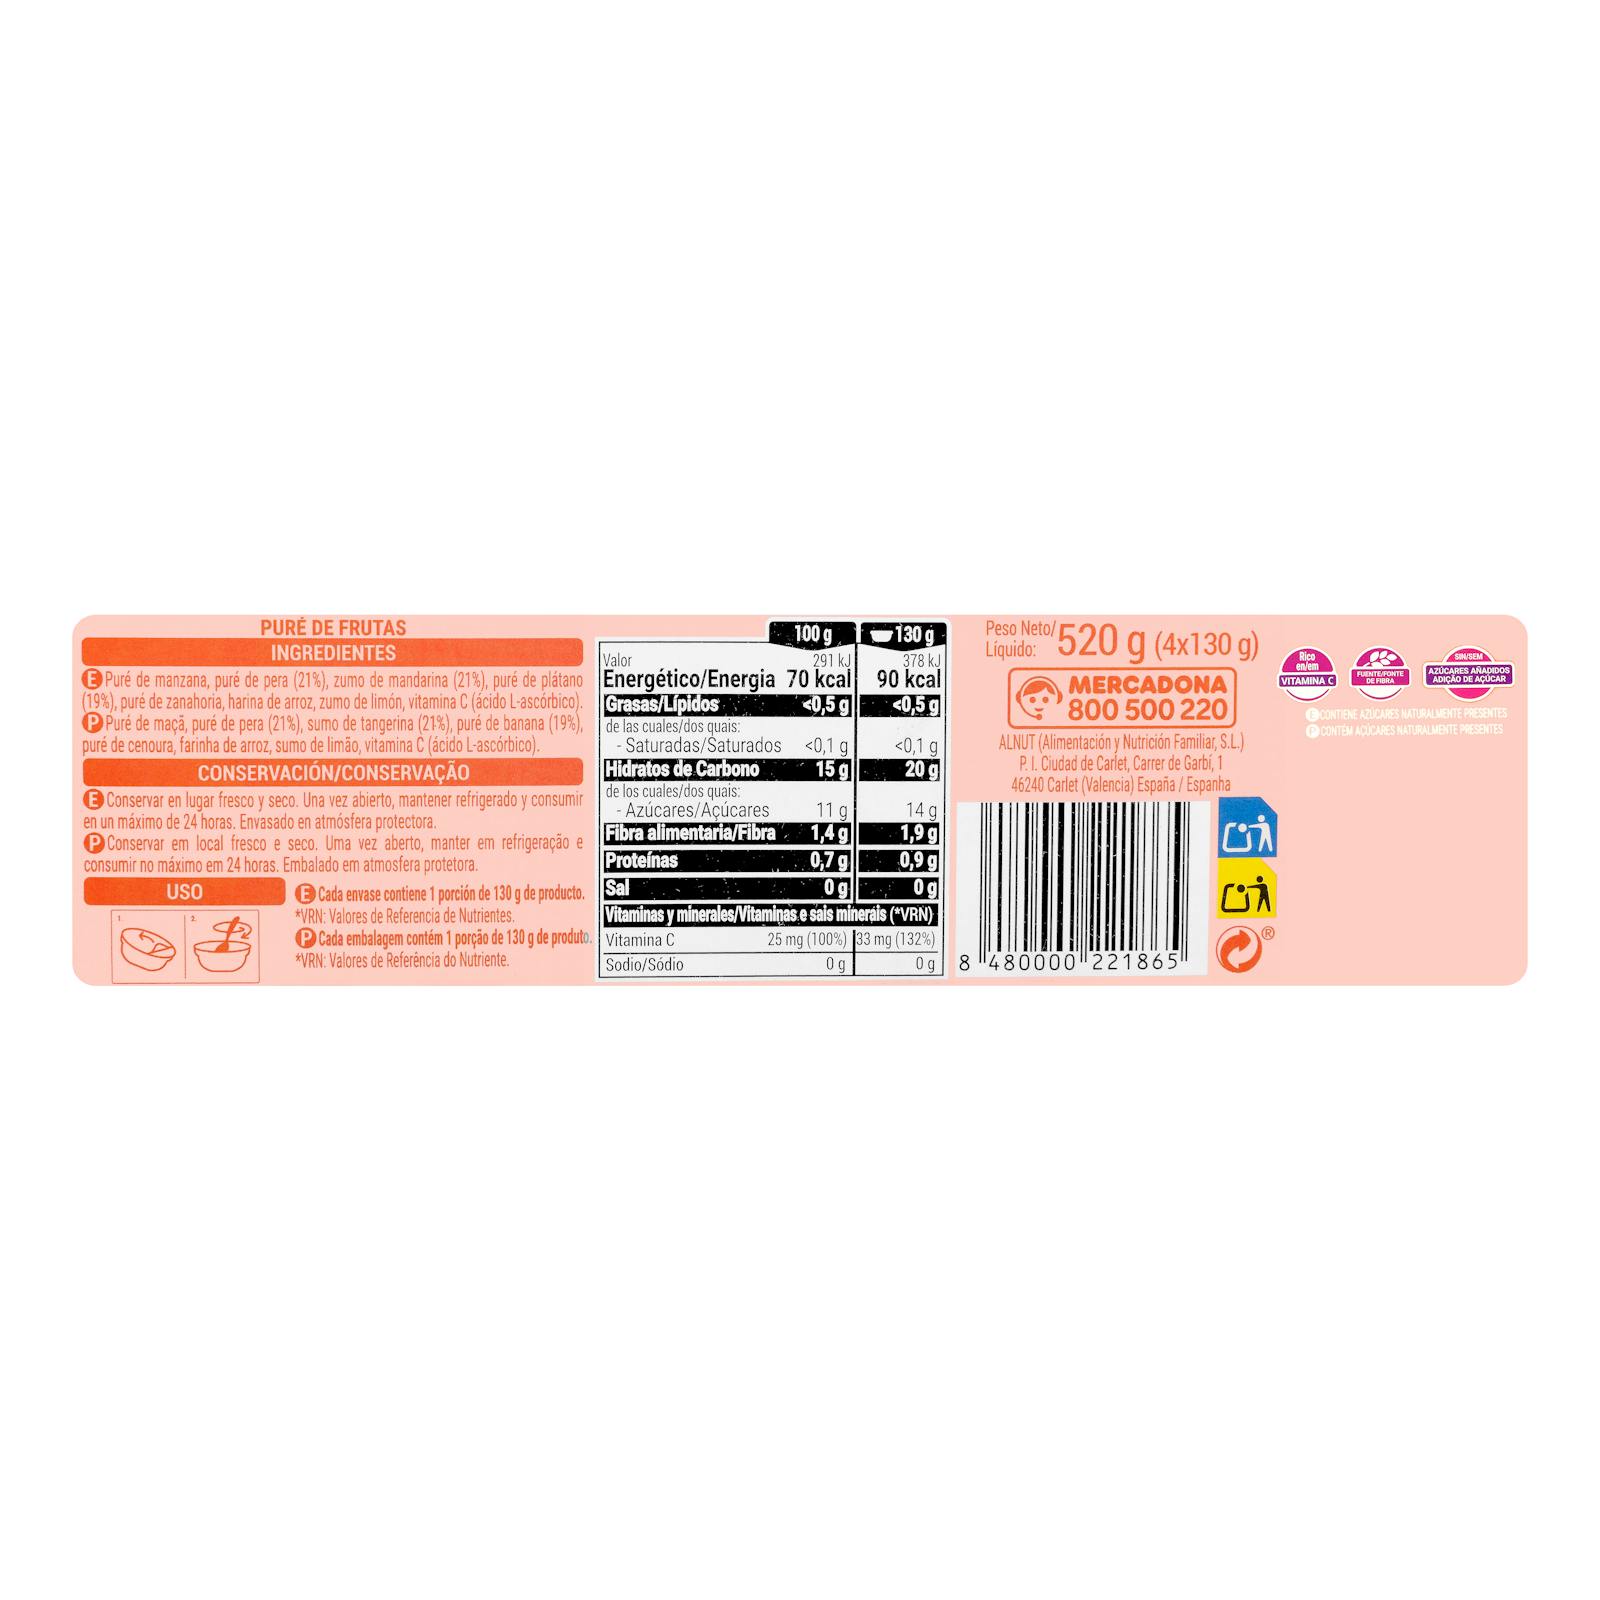 PURÉ DE FRUTAS
INGREDIENTES
E Puré de manzana, puré de pera (21%), zumo de mandarina (21%), puré de plátano
(19%), puré de zanahoria, harina de arroz, zumo de limón, vitamina C (ácido L-ascórbico).
P Puré de maçã, puré de pera (21%), sumo de tangerina (21%), puré de banana (19%),
puré de cenoura, farinha de arroz, sumo de limão, vitamina C (ácido L-ascórbico).
CONSERVACIÓN/CONSERVAÇÃO
E Conservar en lugar fresco y seco. Una vez abierto, mantener refrigerado y consumir
en un máximo de 24 horas. Envasado en atmósfera protectora.
P Conservar em local fresco e seco. Uma vez aberto, manter em refrigeração e
consumir no máximo em 24 horas. Embalado em atmosfera protetora.
USO
1. 2.
E Cada envase contiene 1 porción de 130 g de producto.
*VRN: Valores de Referencia de Nutrientes.
P Cada embalagem contém 1 porção de 130 g de produto.
*VRN: Valores de Referência do Nutriente.
100 g 130 g
Valor 291 kJ 378 kJ
Energético/Energia 70 kcal 90 kcal
Grasas/Lípidos <0,5 g <0,5 g
de las cuales/dos quais:
- Saturadas/Saturados <0,1 g <0,1 g
Hidratos de Carbono 15 g 20 g
de los cuales/dos quais:
- Azúcares/Açúcares 11 g 14 g
Fibra alimentaria/Fibra 1,4 g 1,9 g
Proteínas 0,7 g 0,9 g
Sal 0 g 0 g
Vitaminas y minerales/Vitaminas e sais minerais (*VRN)
Vitamina C 25 mg (100%) 33 mg (132%)
Sodio/Sódio 0 g 0 g
Peso Neto/
Líquido: 520 g (4x130 g)
MERCADONA
800 500 220
ALNUT (Alimentación y Nutrición Familiar, S.L.)
P. I. Ciudad de Carlet, Carrer de Garbí, 1
46240 Carlet (Valencia) España / Espanha
8 480000 221865
®
Rico
en/em
VITAMINA C
FUENTE/FONTE
DE FIBRA
SIN/SEM
AZÚCARES AÑADIDOS
ADIÇÃO DE AÇÚCAR
E CONTIENE AZÚCARES NATURALMENTE PRESENTES
P CONTÉM AÇÚCARES NATURALMENTE PRESENTES